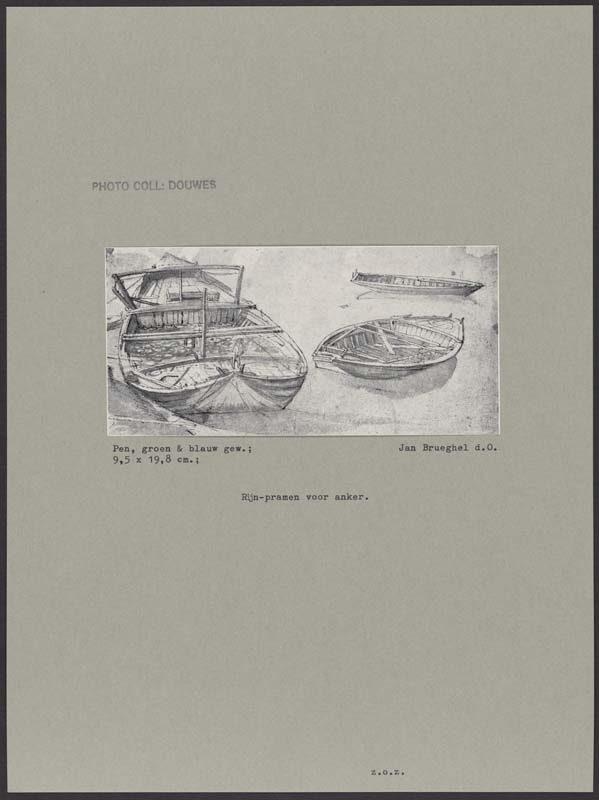 PHOTO COLL: DOUWES
Pen, groen & blauw gew.;
9,5 x 19,8 cm.;
Jan Brueghel d.O.
Rijn-pramen voor anker.
z.o.z.